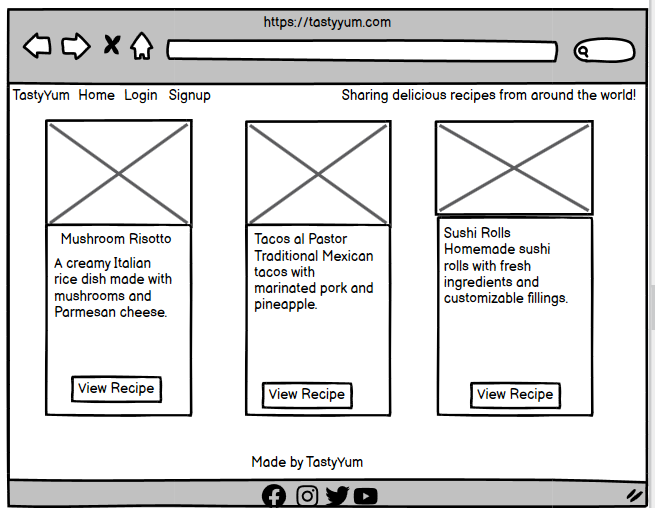 https://tastyyum.com
TastyYum Home Login Signup
Sharing delicious recipes from around the world!
Mushroom Risotto
A creamy Italian
rice dish made with
mushrooms and
Parmesan cheese.
View Recipe
Tacos al Pastor
Traditional Mexican
tacos with
marinated pork and
pineapple.
View Recipe
Sushi Rolls
Homemade sushi
rolls with fresh
ingredients and
customizable fillings.
View Recipe
Made by TastyYum